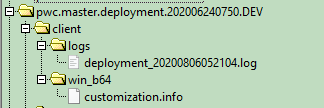 pwc.master.deployment.202006240750.DEV
client
logs
deployment_20200806052104.log
win_b64
customization.info